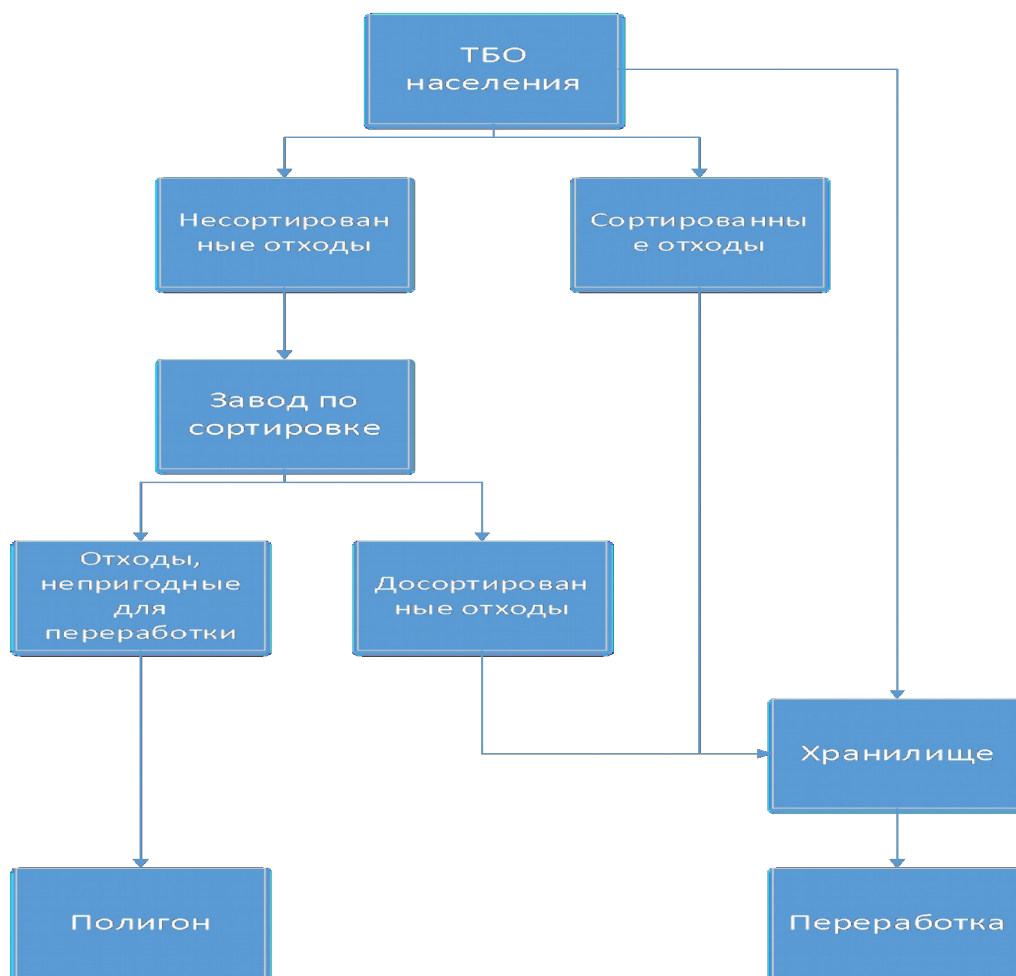 ТБО
населения
Несортирован
ные отходы
Сортированны
е отходы
Завод по
сортировке
Отходы,
непригодные
для
переработки
Досортирован
ные отходы
Хранилище
Полигон
Переработка